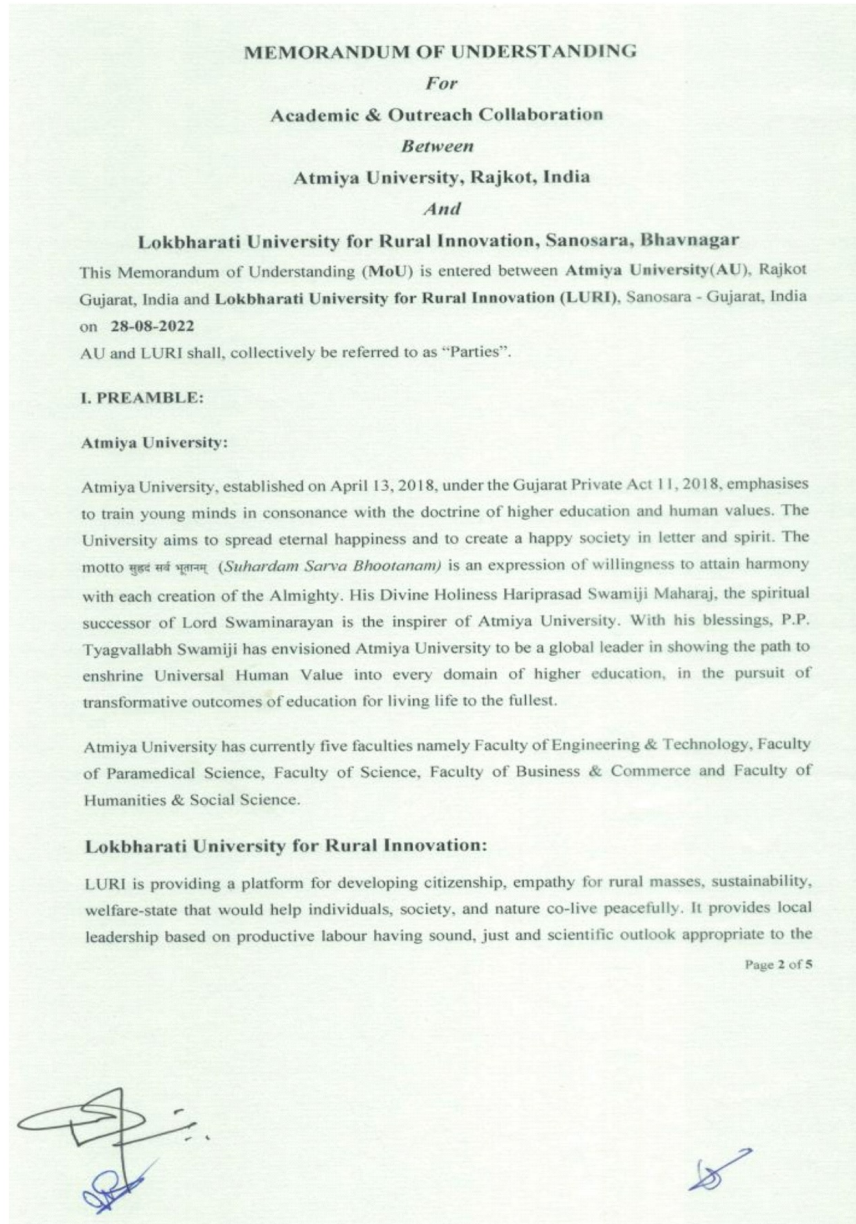 MEMORANDUM OF UNDERSTANDING
For
Academic & Outreach Collaboration
Between
Atmiya University, Rajkot, India
And
Lokbharati University for Rural Innovation, Sanosara, Bhavnagar
This Memorandum of Understanding (MoU) is entered between Atmiya University(AU), Rajkot
Gujarat, India and Lokbharati University for Rural Innovation (LURI), Sanosara - Gujarat, India
on 28-08-2022
AU and LURI shall, collectively be referred to as “Parties”.
I. PREAMBLE:
Atmiya University:
Atmiya University, established on April 13, 2018, under the Gujarat Private Act 11, 2018, emphasises
to train young minds in consonance with the doctrine of higher education and human values. The
University aims to spread eternal happiness and to create a happy society in letter and spirit. The
motto सुहृदं सर्व भूतानम् (Suhardam Sarva Bhootanam) is an expression of willingness to attain harmony
with each creation of the Almighty. His Divine Holiness Hariprasad Swamiji Maharaj, the spiritual
successor of Lord Swaminarayan is the inspirer of Atmiya University. With his blessings, P.P.
Tyagvallabh Swamiji has envisioned Atmiya University to be a global leader in showing the path to
enshrine Universal Human Value into every domain of higher education, in the pursuit of
transformative outcomes of education for living life to the fullest.
Atmiya University has currently five faculties namely Faculty of Engineering & Technology, Faculty
of Paramedical Science, Faculty of Science, Faculty of Business & Commerce and Faculty of
Humanities & Social Science.
Lokbharati University for Rural Innovation:
LURI is providing a platform for developing citizenship, empathy for rural masses, sustainability,
welfare-state that would help individuals, society, and nature co-live peacefully. It provides local
leadership based on productive labour having sound, just and scientific outlook appropriate to the
Page 2 of 5